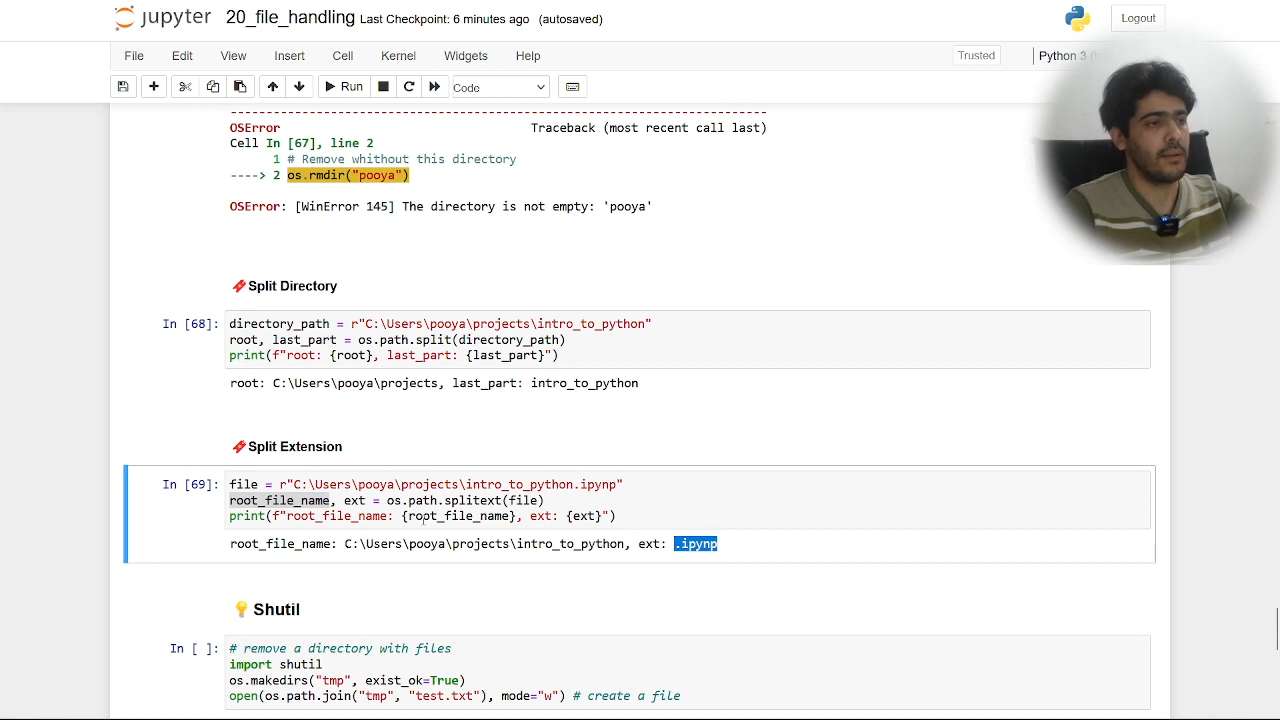 jupyter 20_file_handling Last Checkpoint: 6 minutes ago (autosaved)
Logout
File Edit View Insert Cell Kernel Widgets Help
Trusted
Python 3
Run
Code
OSError Traceback (most recent call last)
Cell In [67], line 2
1 # Remove whithout this directory
----> 2 os.rmdir("pooya")
OSError: [WinError 145] The directory is not empty: 'pooya'
Split Directory
In [68]: directory_path = r"C:\Users\pooya\projects\intro_to_python"
root, last_part = os.path.split(directory_path)
print(f"root: {root}, last_part: {last_part}")
root: C:\Users\pooya\projects, last_part: intro_to_python
Split Extension
In [69]: file = r"C:\Users\pooya\projects\intro_to_python.ipynp"
root_file_name, ext = os.path.splitext(file)
print(f"root_file_name: {root_file_name}, ext: {ext}")
root_file_name: C:\Users\pooya\projects\intro_to_python, ext: .ipynp
Shutil
In [ ]: # remove a directory with files
import shutil
os.makedirs("tmp", exist_ok=True)
open(os.path.join("tmp", "test.txt"), mode="w") # create a file